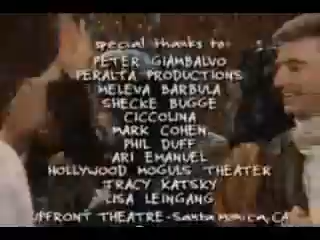 special thanks to:
PETER GIAMBALVO
PERALTA PRODUCTIONS
MELEVA BARBULA
SHECKE BUGGE
CICCOLINA
MARK COHEN
PHIL DUFF
ARI EMANUEL
HOLLYWOOD MOGULS THEATER
TRACY KATSKY
LISA LEINGANG
UPFRONT THEATRE-Santa Monica, CA